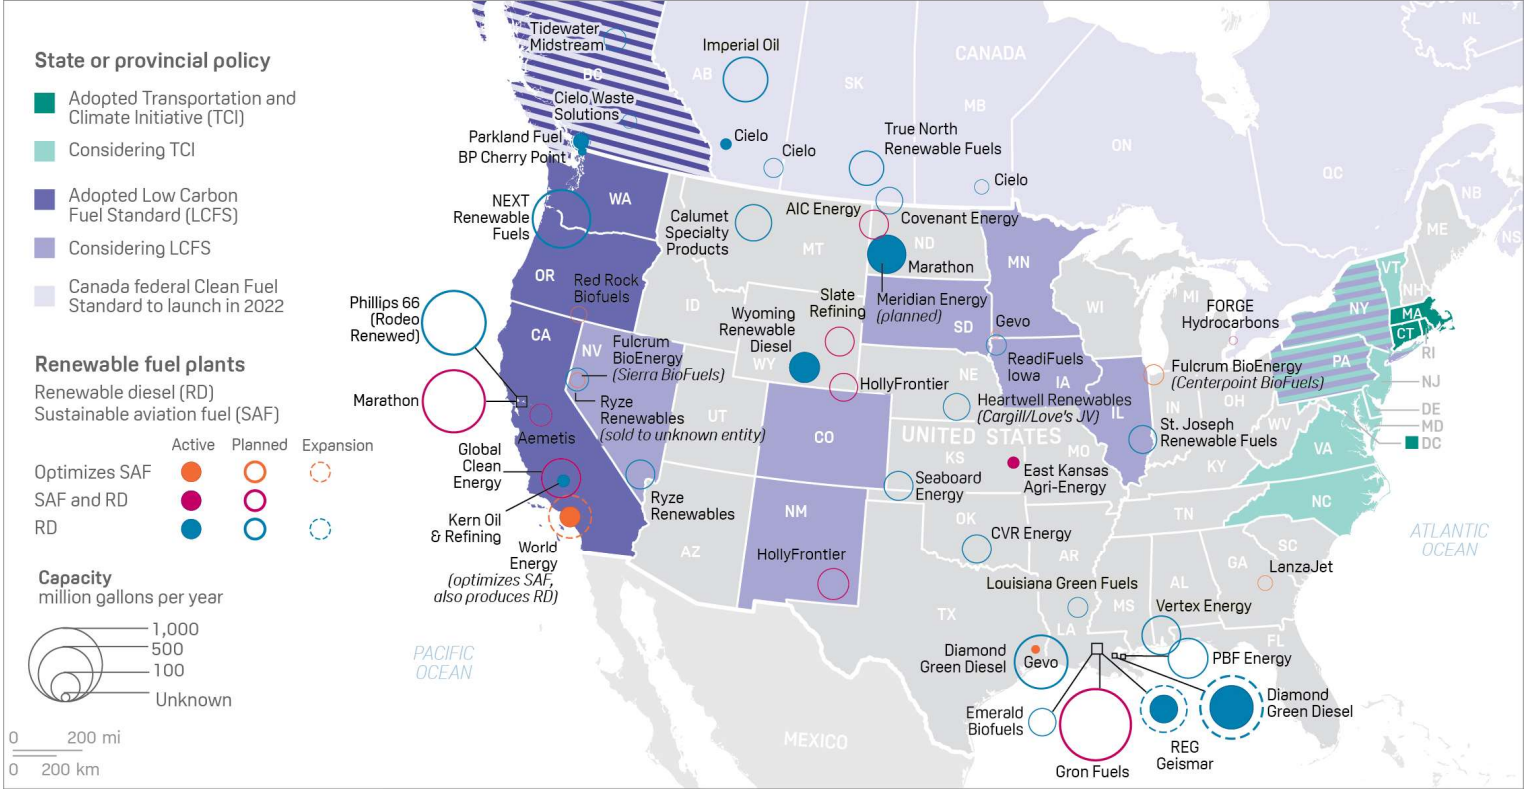 State or provincial policy
Adopted Transportation and
Climate Initiative (TCI)
Considering TCI
Adopted Low Carbon
Fuel Standard (LCFS)
Considering LCFS
Canada federal Clean Fuel
Standard to launch in 2022
Renewable fuel plants
Renewable diesel (RD)
Sustainable aviation fuel (SAF)
Active Planned Expansion
Optimizes SAF
SAF and RD
RD
Capacity
million gallons per year
1,000
500
100
Unknown
0 200 mi
0 200 km
Tidewater
Midstream
BC
Cielo Waste
Solutions
Parkland Fuel
BP Cherry Point
Imperial Oil
AB
SK
CANADA
MB
ON
QC
NL
NB
NS
Cielo
Cielo
True North
Renewable Fuels
Cielo
NEXT
Renewable
Fuels
WA
Calumet
Specialty
Products
AIC Energy
Covenant Energy
MT
ND
Marathon
MN
OR
Red Rock
Biofuels
ID
Phillips 66
(Rodeo
Renewed)
CA
NV
Fulcrum
BioEnergy
(Sierra BioFuels)
Wyoming
Renewable
Diesel
WY
Slate
Refining
Meridian Energy
(planned)
SD
Gevo
ReadiFuels
Iowa
IA
WI
MI
FORGE
Hydrocarbons
NY
VT
NH
ME
MA
CT
RI
PA
NJ
DE
MD
DC
Marathon
Aemetis
Ryze
Renewables
(sold to unknown entity)
UT
HollyFrontier
NE
Heartwell Renewables
(Cargill/Love's JV)
IL
Fulcrum BioEnergy
(Centerpoint BioFuels)
IN
OH
WV
St. Joseph
Renewable Fuels
VA
CO
UNITED STATES
KS
MO
KY
Global
Clean
Energy
Kern Oil
& Refining
Ryze
Renewables
Seaboard
Energy
East Kansas
Agri-Energy
NC
TN
World
Energy
(optimizes SAF,
also produces RD)
AZ
NM
HollyFrontier
OK
CVR Energy
AR
SC
GA
LanzaJet
ATLANTIC
OCEAN
Louisiana Green Fuels
MS
AL
Vertex Energy
TX
LA
FL
PACIFIC
OCEAN
Diamond
Green Diesel
Gevo
PBF Energy
Emerald
Biofuels
Gron Fuels
REG
Geismar
Diamond
Green Diesel
MEXICO